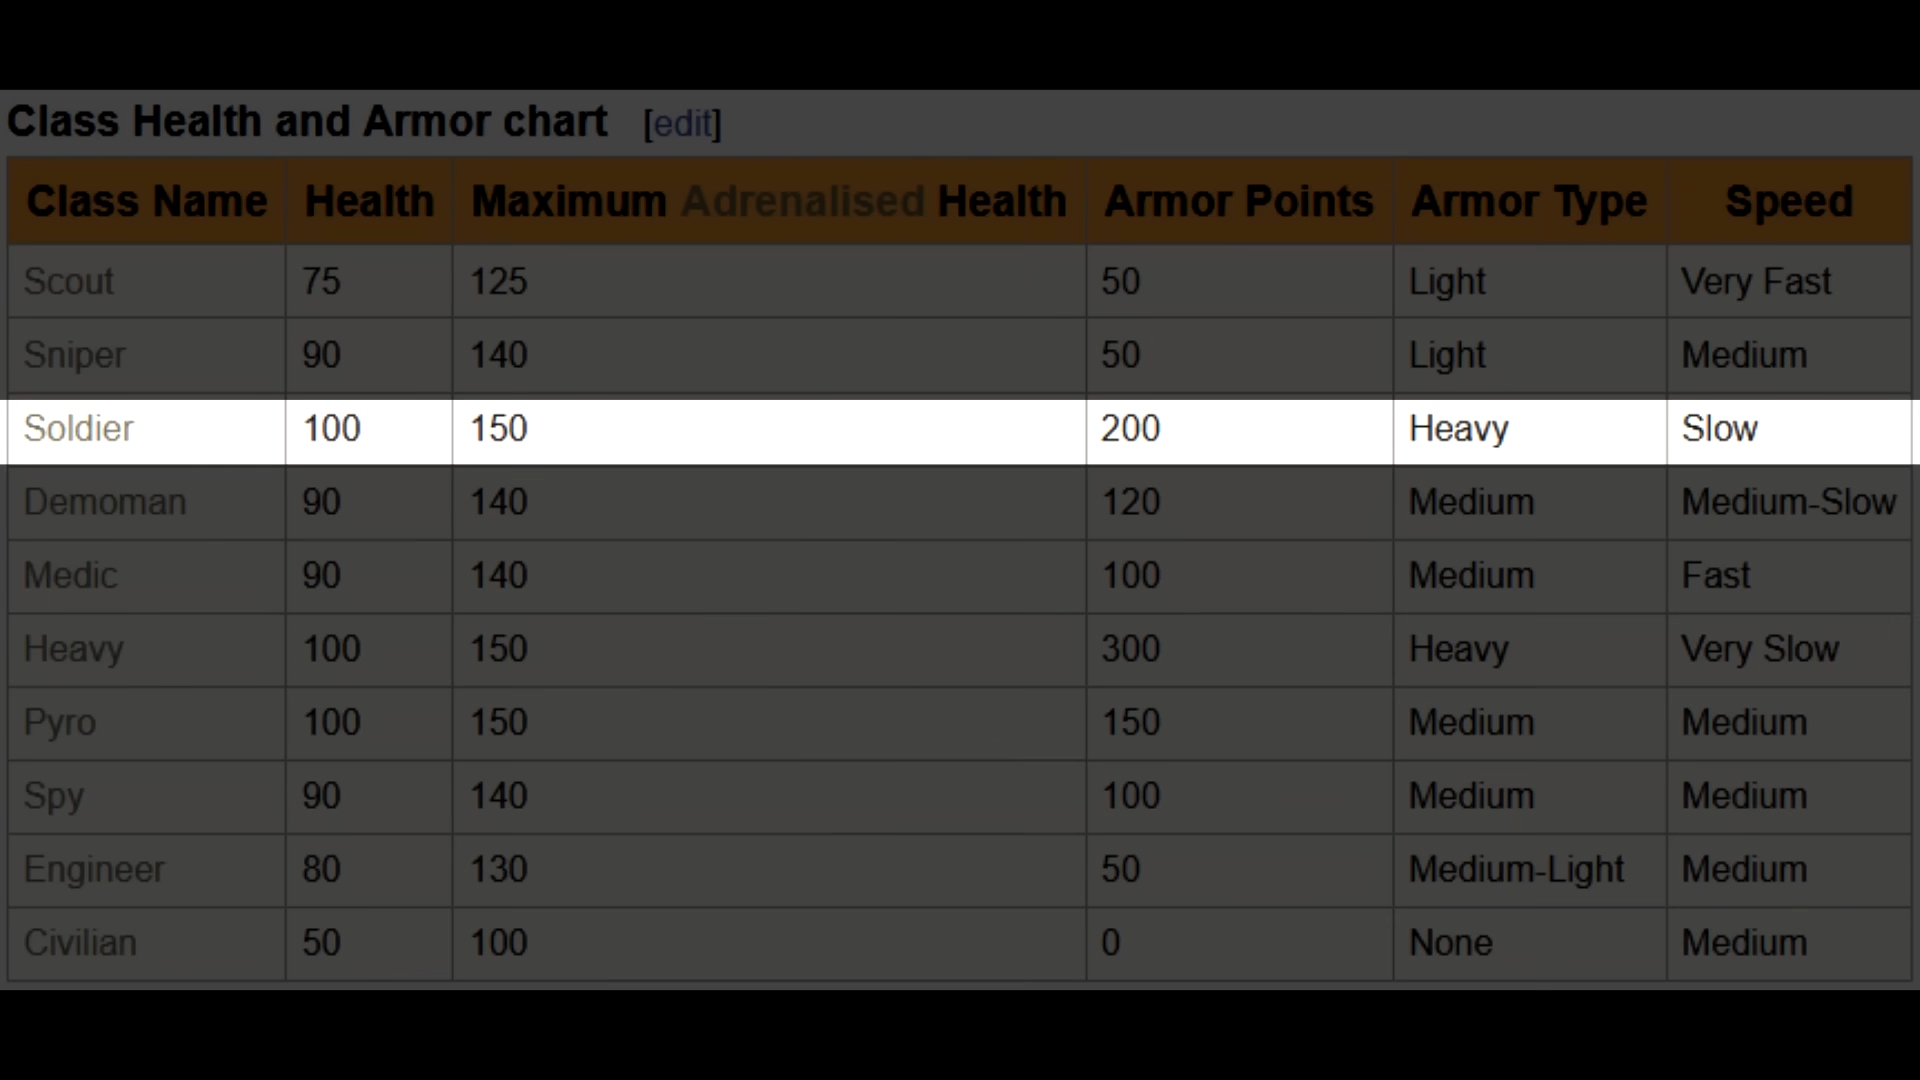 Class Health and Armor chart [edit]
Class Name Health Maximum Adrenalised Health Armor Points Armor Type Speed
Scout 75 125 50 Light Very Fast
Sniper 90 140 50 Light Medium
Soldier 100 150 200 Heavy Slow
Demoman 90 140 120 Medium Medium-Slow
Medic 90 140 100 Medium Fast
Heavy 100 150 300 Heavy Very Slow
Pyro 100 150 150 Medium Medium
Spy 90 140 100 Medium Medium
Engineer 80 130 50 Medium-Light Medium
Civilian 50 100 0 None Medium